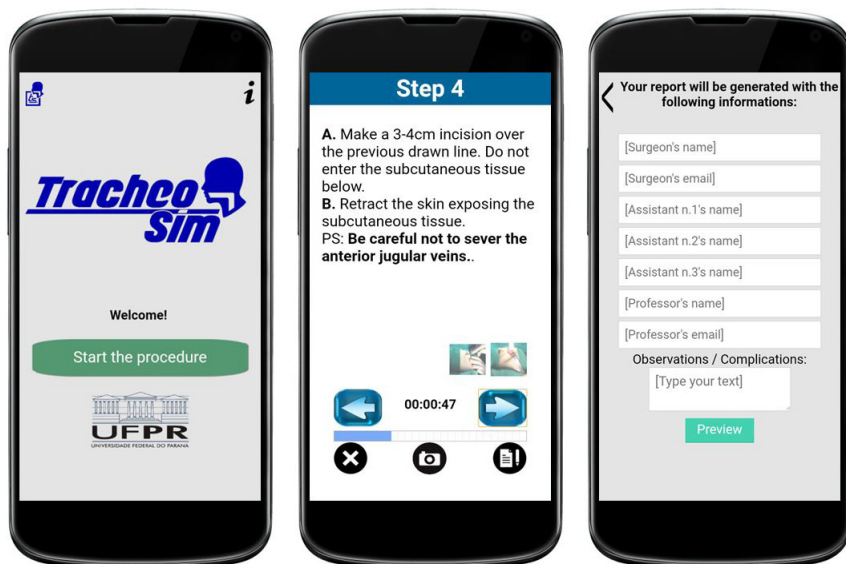 i
Tracheo
Sim
Welcome!
Start the procedure
UFPR
UNIVERSIDADE FEDERAL DO PARANÁ
Step 4
A. Make a 3-4cm incision over
the previous drawn line. Do not
enter the subcutaneous tissue
below.
B. Retract the skin exposing the
subcutaneous tissue.
PS: Be careful not to sever the
anterior jugular veins..
00:00:47
Your report will be generated with the
following informations:
[Surgeon's name]
[Surgeon's email]
[Assistant n.1's name]
[Assistant n.2's name]
[Assistant n.3's name]
[Professor's name]
[Professor's email]
Observations / Complications:
[Type your text]
Preview